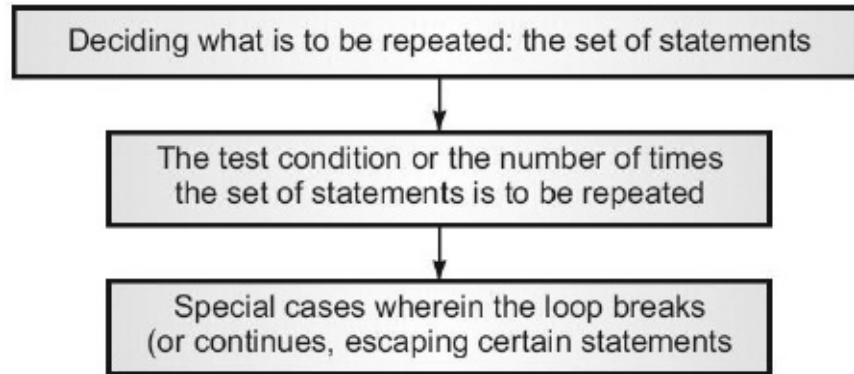 Deciding what is to be repeated: the set of statements
The test condition or the number of times
the set of statements is to be repeated
Special cases wherein the loop breaks
(or continues, escaping certain statements